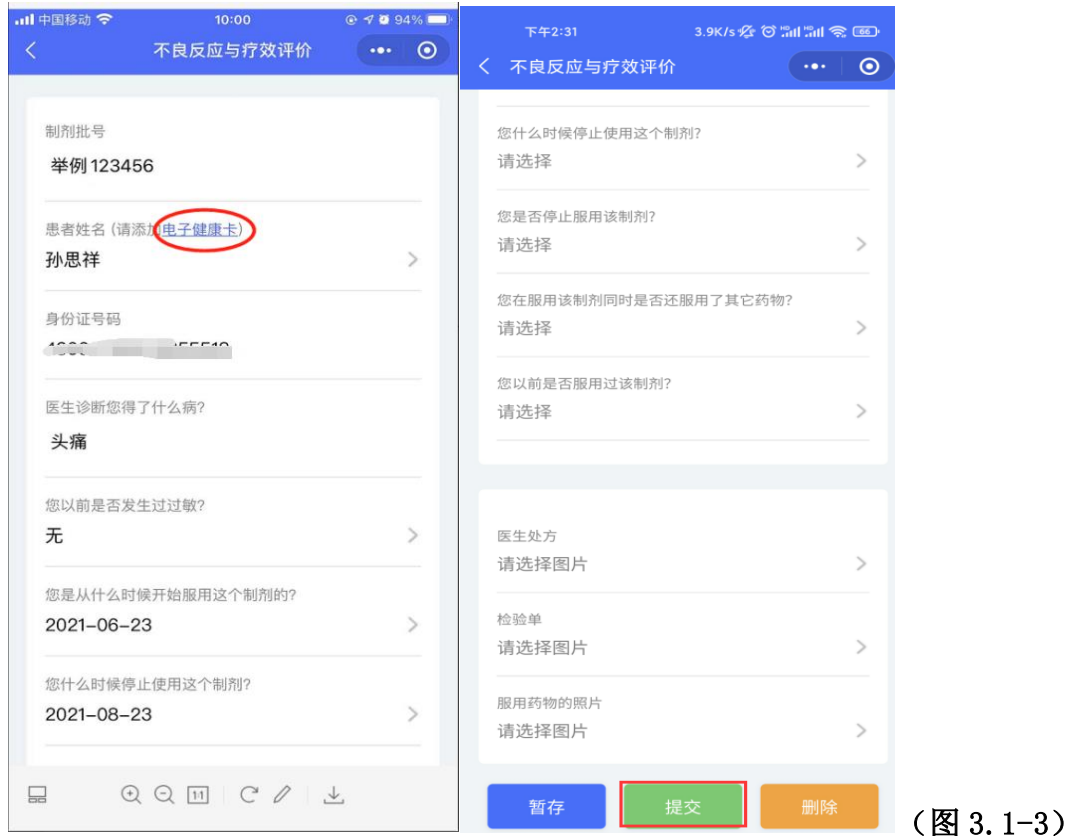 中国移动 10:00 94%
不良反应与疗效评价
制剂批号
举例 123456
患者姓名 (请添加电子健康卡)
孙思祥
身份证号码
医生诊断您得了什么病?
头痛
您以前是否发生过过敏?
无
您是从什么时候开始服用这个制剂的?
2021-06-23
您什么时候停止使用这个制剂?
2021-08-23
1:1
下午2:31 3.9K/s 66
不良反应与疗效评价
您什么时候停止使用这个制剂?
请选择
您是否停止服用该制剂?
请选择
您在服用该制剂同时是否还服用了其它药物?
请选择
您以前是否服用过该制剂?
请选择
医生处方
请选择图片
检验单
请选择图片
服用药物的照片
请选择图片
暂存 提交 删除
(图 3.1-3)